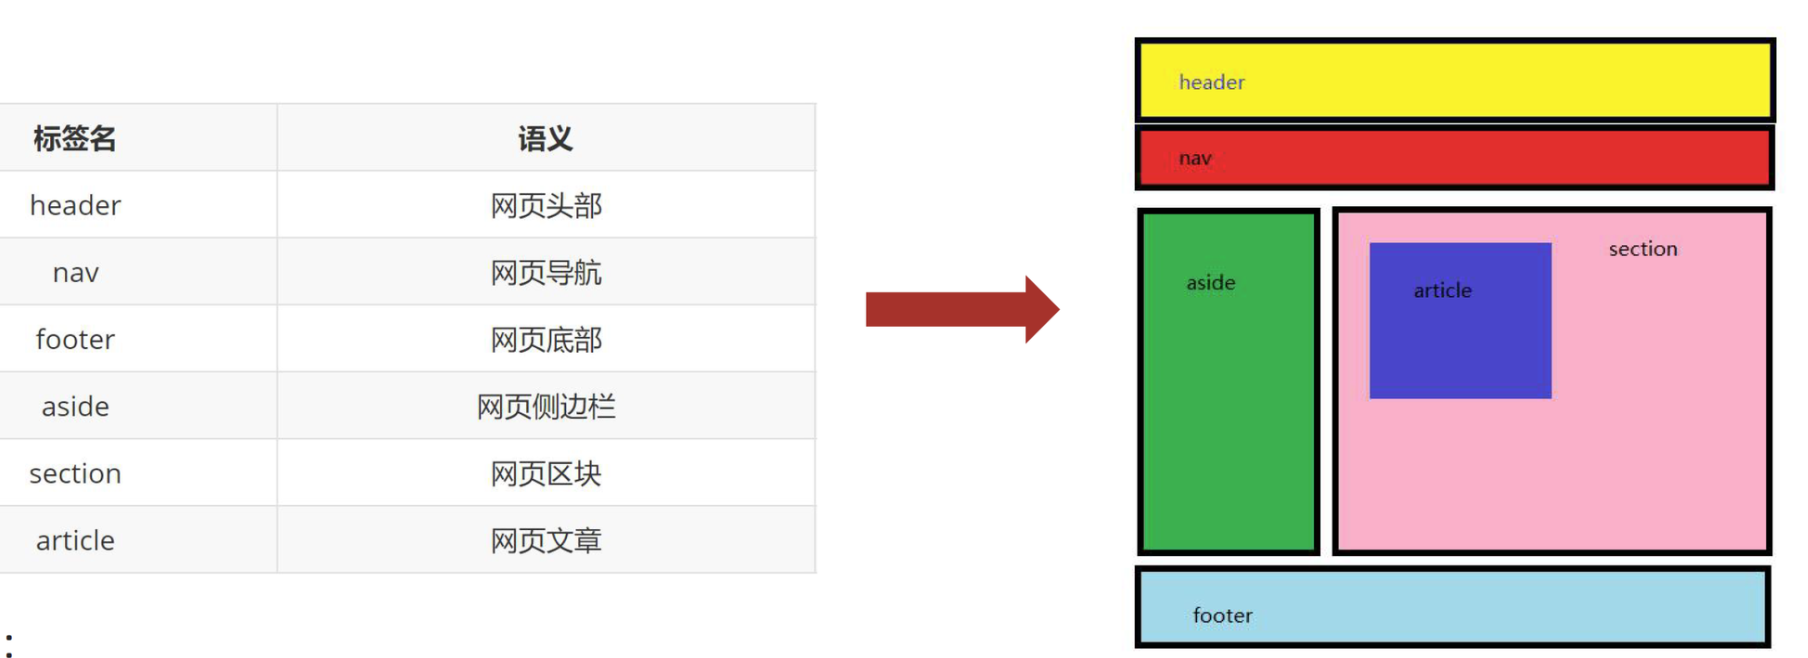 标签名 语义
header 网页头部
nav 网页导航
footer 网页底部
aside 网页侧边栏
section 网页区块
article 网页文章
：
header
nav
aside
section
article
footer